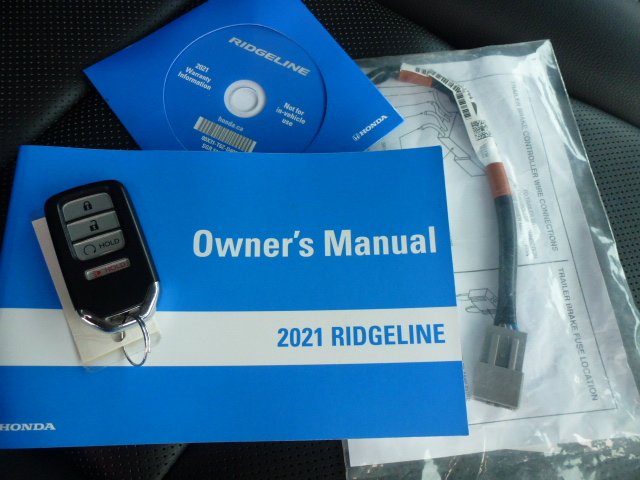 RIDGELINE
2021
Warranty
Information
Not for
in-vehicle
use
honda.ca
HONDA
Owner's Manual
2021 RIDGELINE
HONDA
HOLD
HOLD
TRAILER BRAKE CONTROLLER WIRE CONNECTIONS
TRAILER BRAKE FUSE LOCATION